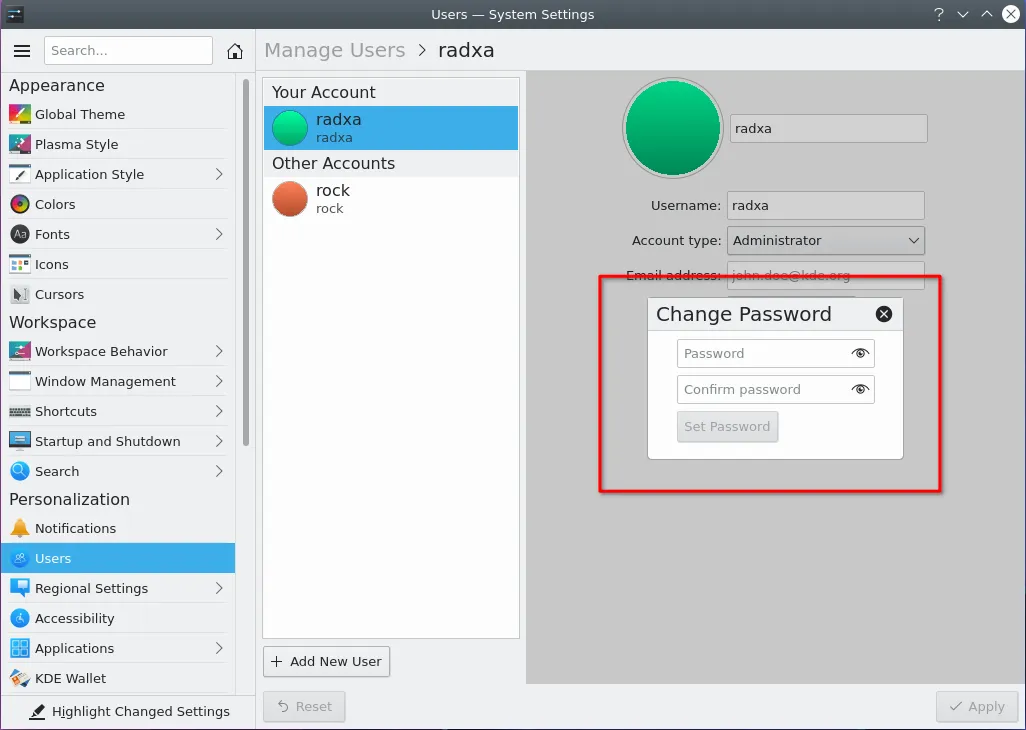 Users — System Settings
Search...
Manage Users > radxa
Appearance
Global Theme
Plasma Style
Application Style
Colors
Aa Fonts
Icons
Cursors
Workspace
Workspace Behavior
Window Management
Shortcuts
Startup and Shutdown
Search
Personalization
Notifications
Users
Regional Settings
Accessibility
Applications
KDE Wallet
Highlight Changed Settings
Your Account
radxa
radxa
Other Accounts
rock
rock
+ Add New User
Reset
radxa
Username: radxa
Account type: Administrator
Email address: john.doe@kde.org
Change Password
Password
Confirm password
Set Password
Apply